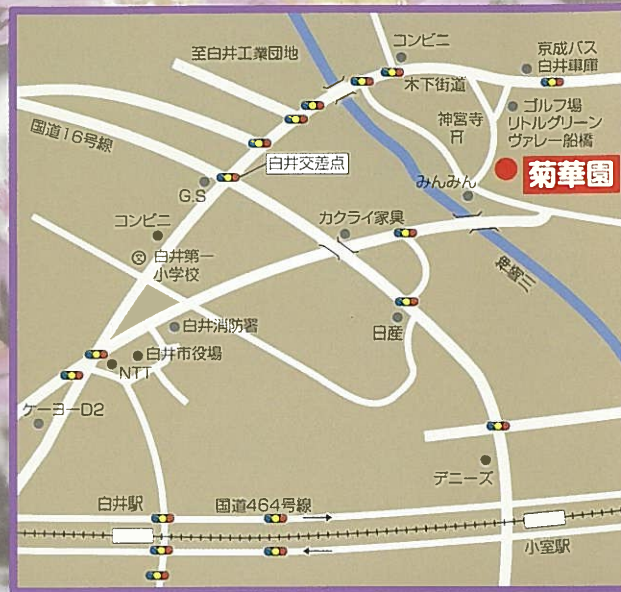 コンビニ
至白井工業団地
京成バス
白井車庫
木下街道
ゴルフ場
リトルグリーン
ヴァレー船橋
神宮寺
国道16号線
白井交差点
菊華園
みんみん
G.S
コンビニ
カクライ家具
白井第一
小学校
神崎川
白井消防署
日産
白井市役場
NTT
ケーヨーD2
デニーズ
白井駅
国道464号線
小室駅